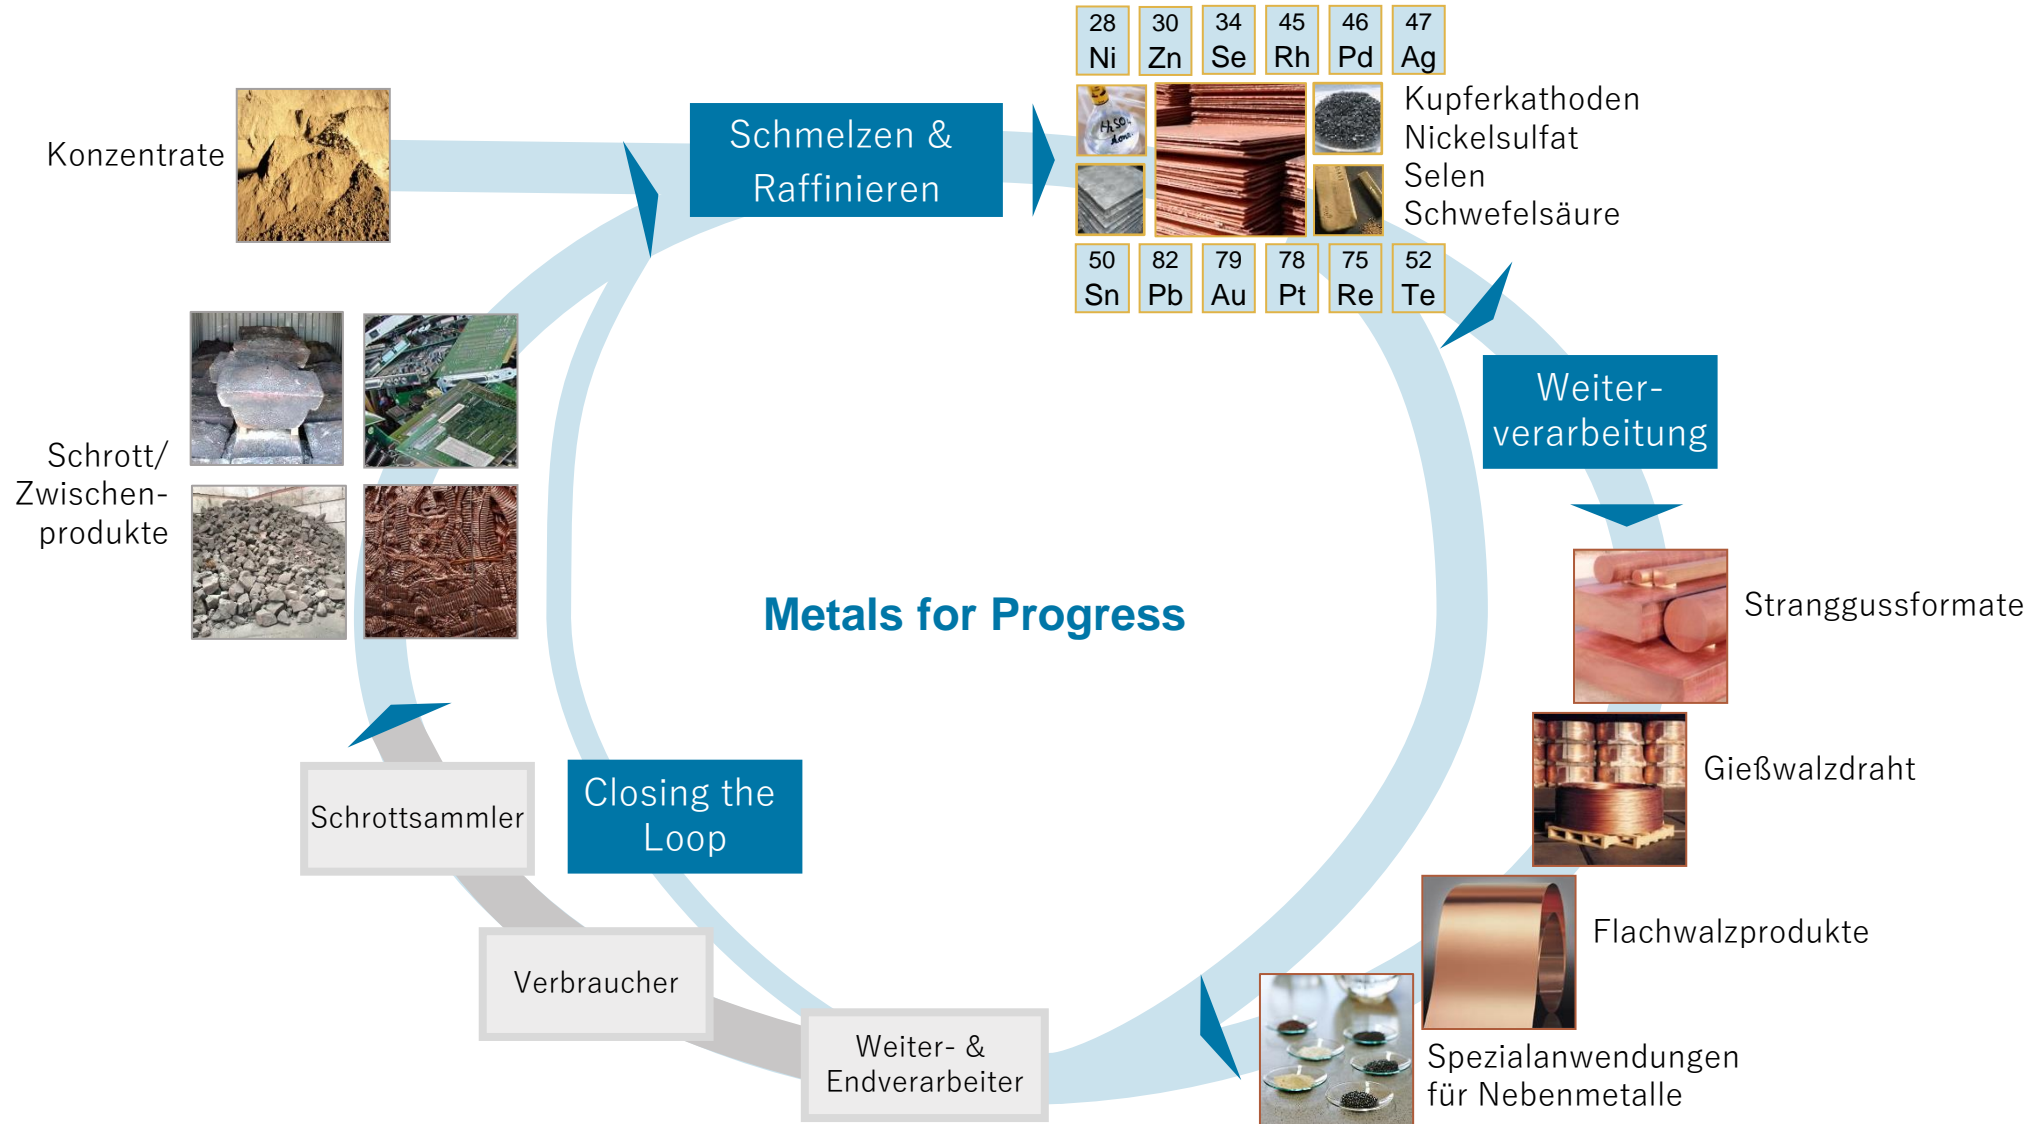 28 30 34 45 46 47
Ni Zn Se Rh Pd Ag
Konzentrate
Schmelzen &
Raffinieren
H₂SO₄
Kupferkathoden
Nickelsulfat
Selen
Schwefelsäure
50 82 79 78 75 52
Sn Pb Au Pt Re Te
Weiter-
verarbeitung
Schrott/
Zwischen-
produkte
Metals for Progress
Stranggussformate
Gießwalzdraht
Flachwalzprodukte
Spezialanwendungen
für Nebenmetalle
Closing the
Loop
Schrottsammler
Verbraucher
Weiter- &
Endverarbeiter